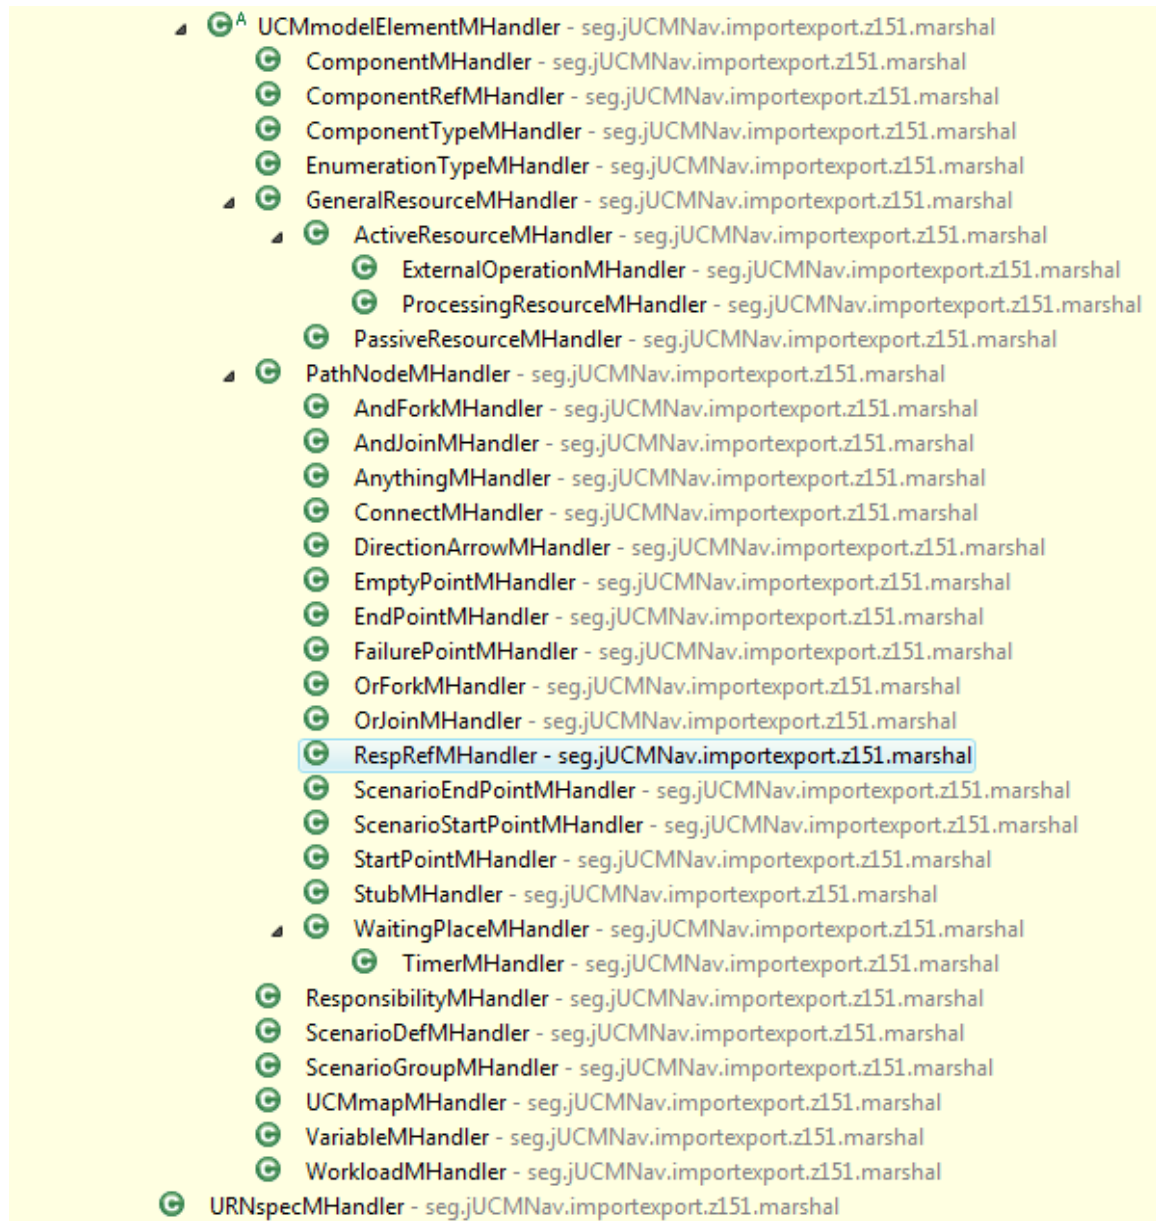 A UCMmodelElementMHandler - seg.jUCMNav.importexport.z151.marshal
ComponentMHandler - seg.jUCMNav.importexport.z151.marshal
ComponentRefMHandler - seg.jUCMNav.importexport.z151.marshal
ComponentTypeMHandler - seg.jUCMNav.importexport.z151.marshal
EnumerationTypeMHandler - seg.jUCMNav.importexport.z151.marshal
GeneralResourceMHandler - seg.jUCMNav.importexport.z151.marshal
ActiveResourceMHandler - seg.jUCMNav.importexport.z151.marshal
ExternalOperationMHandler - seg.jUCMNav.importexport.z151.marshal
ProcessingResourceMHandler - seg.jUCMNav.importexport.z151.marshal
PassiveResourceMHandler - seg.jUCMNav.importexport.z151.marshal
PathNodeMHandler - seg.jUCMNav.importexport.z151.marshal
AndForkMHandler - seg.jUCMNav.importexport.z151.marshal
AndJoinMHandler - seg.jUCMNav.importexport.z151.marshal
AnythingMHandler - seg.jUCMNav.importexport.z151.marshal
ConnectMHandler - seg.jUCMNav.importexport.z151.marshal
DirectionArrowMHandler - seg.jUCMNav.importexport.z151.marshal
EmptyPointMHandler - seg.jUCMNav.importexport.z151.marshal
EndPointMHandler - seg.jUCMNav.importexport.z151.marshal
FailurePointMHandler - seg.jUCMNav.importexport.z151.marshal
OrForkMHandler - seg.jUCMNav.importexport.z151.marshal
OrJoinMHandler - seg.jUCMNav.importexport.z151.marshal
RespRefMHandler - seg.jUCMNav.importexport.z151.marshal
ScenarioEndPointMHandler - seg.jUCMNav.importexport.z151.marshal
ScenarioStartPointMHandler - seg.jUCMNav.importexport.z151.marshal
StartPointMHandler - seg.jUCMNav.importexport.z151.marshal
StubMHandler - seg.jUCMNav.importexport.z151.marshal
WaitingPlaceMHandler - seg.jUCMNav.importexport.z151.marshal
TimerMHandler - seg.jUCMNav.importexport.z151.marshal
ResponsibilityMHandler - seg.jUCMNav.importexport.z151.marshal
ScenarioDefMHandler - seg.jUCMNav.importexport.z151.marshal
ScenarioGroupMHandler - seg.jUCMNav.importexport.z151.marshal
UCMmapMHandler - seg.jUCMNav.importexport.z151.marshal
VariableMHandler - seg.jUCMNav.importexport.z151.marshal
WorkloadMHandler - seg.jUCMNav.importexport.z151.marshal
URNspecMHandler - seg.jUCMNav.importexport.z151.marshal